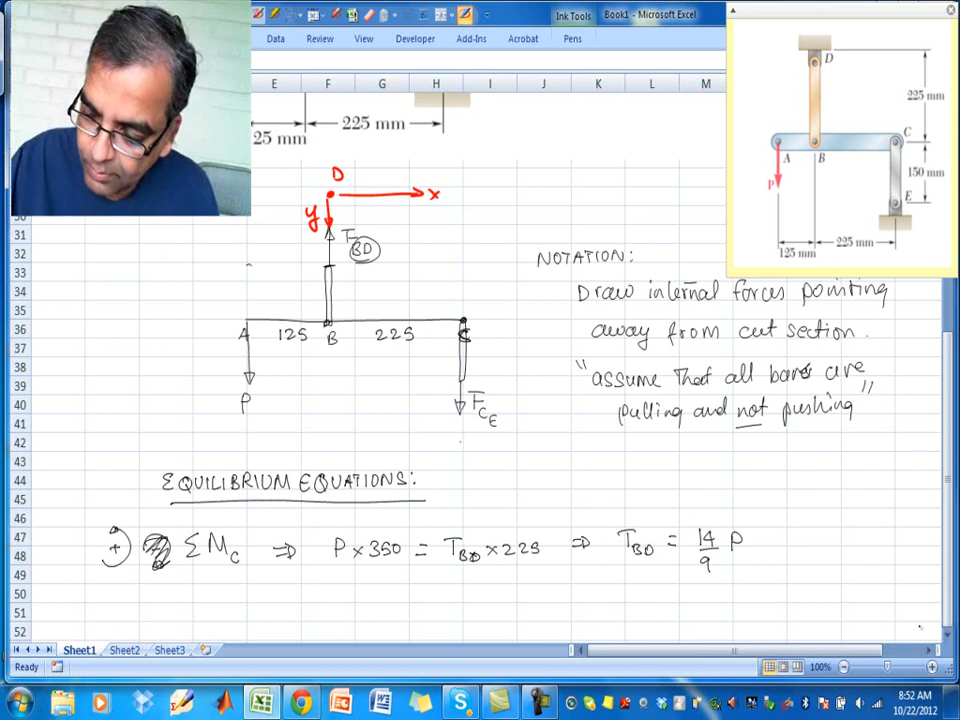 Ink Tools
Book1 - Microsoft Excel
Data Review View Developer Add-Ins Acrobat Pens
E F G H I J K L M
25 mm
225 mm
D
x
y
T
BD
A 125 B 225 C
P
F
CE
NOTATION:
Draw internal forces pointing
away from cut section.
"assume that all bars are
pulling and not pushing"
EQUILIBRIUM EQUATIONS:
+) ΣM_C ⇒ P × 350 = T_BD × 225 ⇒ T_BD = 14/9 P
D
225 mm
C
A B
150 mm
P
E
225 mm
125 mm
30
31
32
33
34
35
36
37
38
39
40
41
42
43
44
45
46
47
48
49
50
51
52
Sheet1 Sheet2 Sheet3
Ready
100%
8:52 AM
10/22/2012